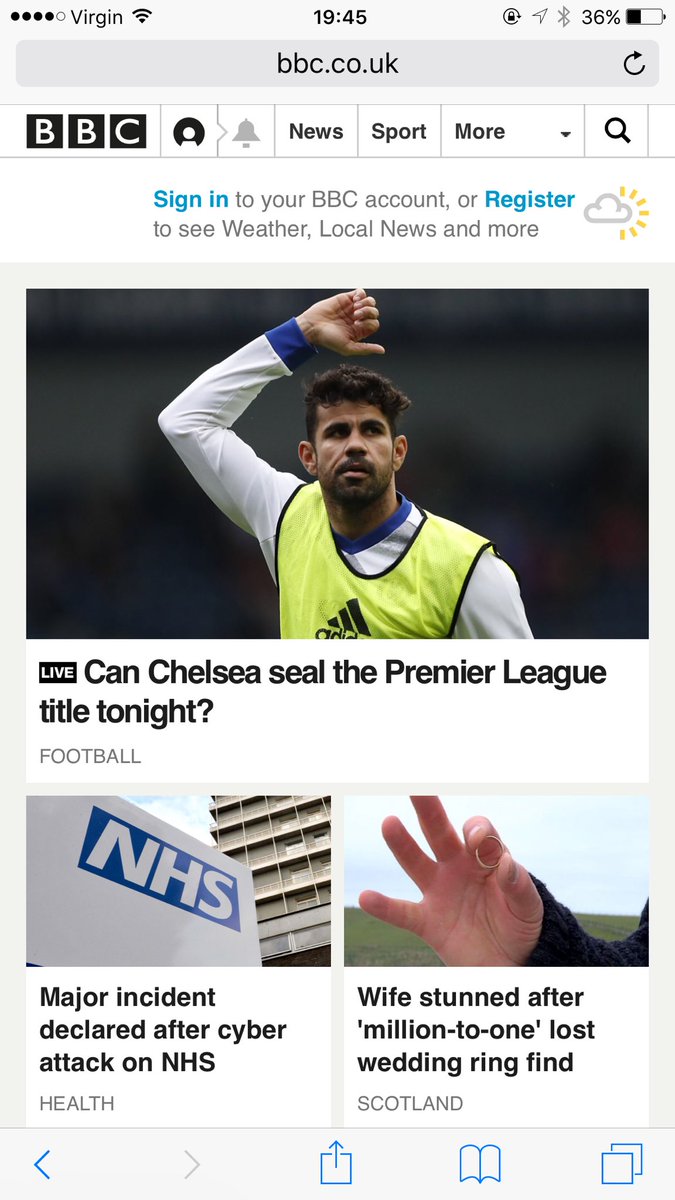 Virgin 19:45 36%
bbc.co.uk
BBC News Sport More
Sign in to your BBC account, or Register
to see Weather, Local News and more
adidas
LIVE Can Chelsea seal the Premier League
title tonight?
FOOTBALL
NHS
Major incident
declared after cyber
attack on NHS
HEALTH
Wife stunned after
'million-to-one' lost
wedding ring find
SCOTLAND